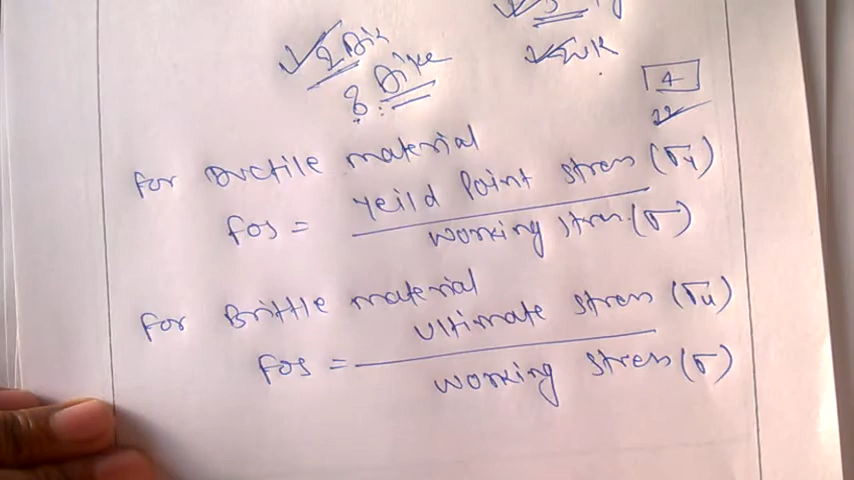 4
For Ductile material
Fos = Yeild Point stress (σy)
working stress (σ)
For Brittle material
Fos = Ultimate stress (σu)
working stress (σ)